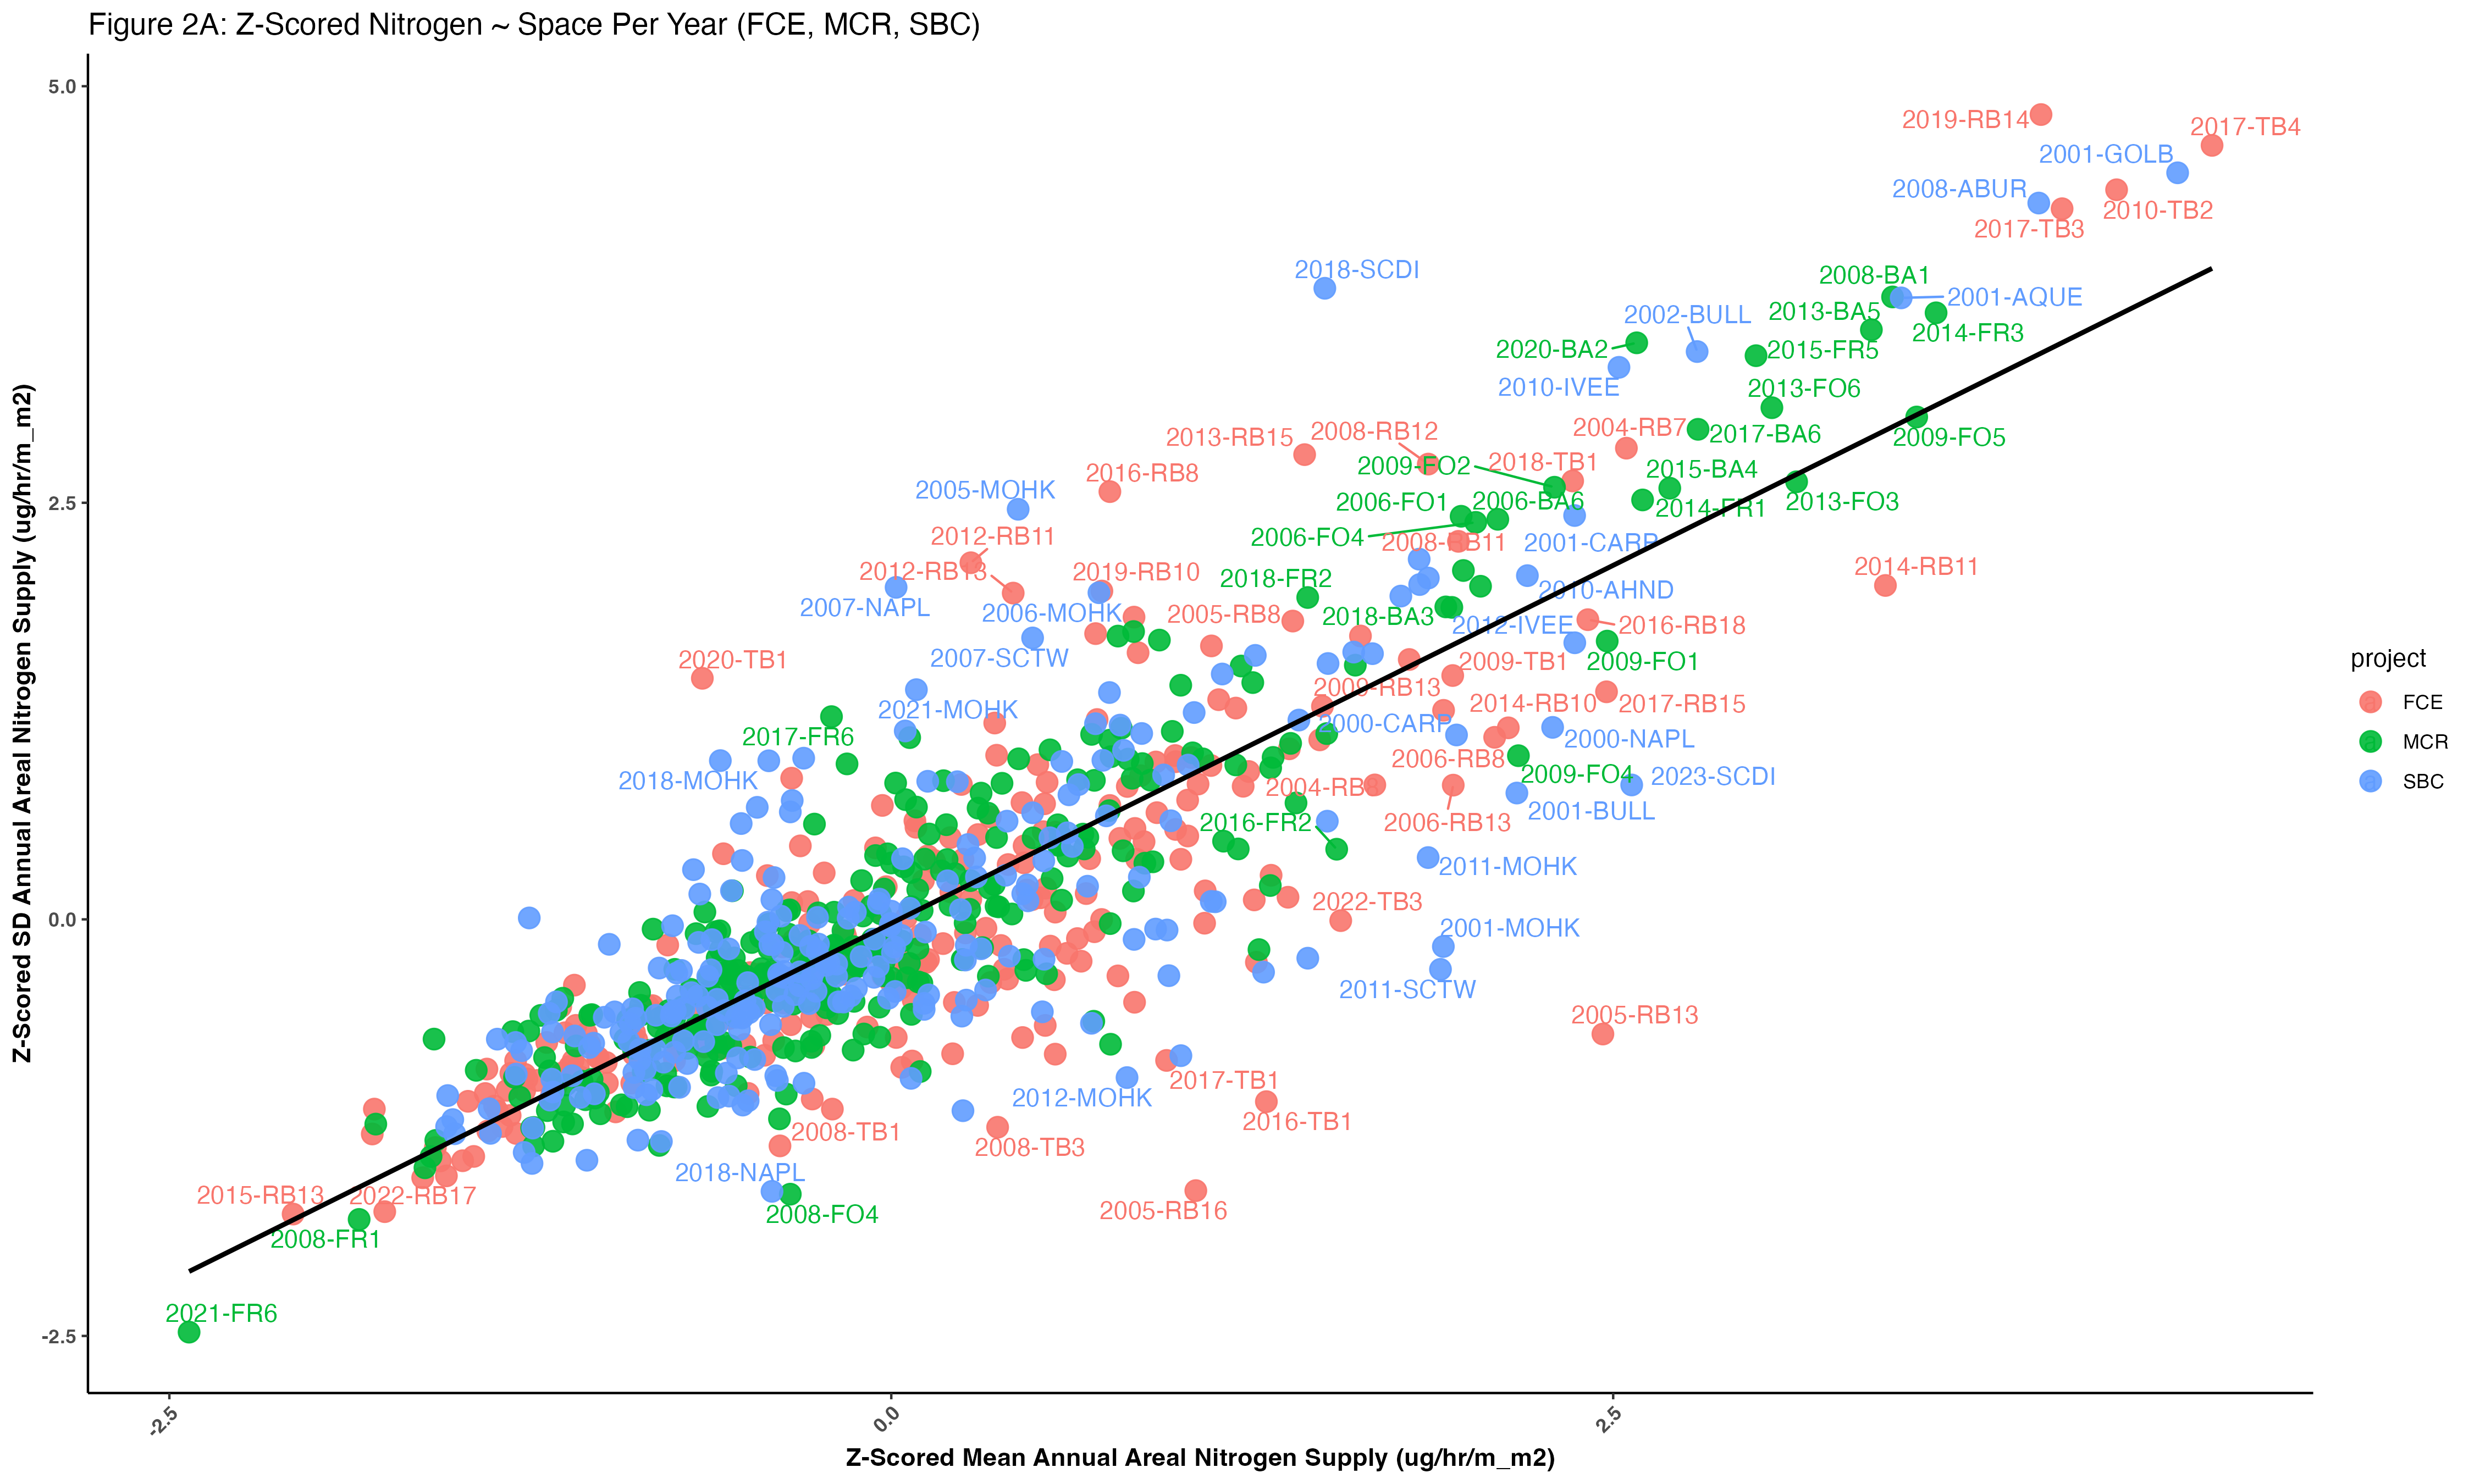 Figure 2A: Z-Scored Nitrogen ~ Space Per Year (FCE, MCR, SBC)
Z-Scored SD Annual Areal Nitrogen Supply (ug/hr/m_m2)
5.0
2.5
0.0
-2.5
2019-RB14
2017-TB4
2001-GOLB
2008-ABUR
2010-TB2
2017-TB3
2018-SCDI
2008-BA1
2001-AQUE
2013-BA5
2002-BULL
2014-FR3
2020-BA2
2015-FR5
2010-IVEE
2013-FO6
2004-RB7
2013-RB15
2008-RB12
2017-BA6
2009-FO5
2009-FO2
2018-TB1
2016-RB8
2015-BA4
2005-MOHK
2006-FO1
2006-BA6
2014-FR1
2013-FO3
2012-RB11
2006-FO4
2008-RB11
2001-CARP
2012-RB13
2019-RB10
2018-FR2
2014-RB11
2010-AHND
2007-NAPL
2006-MOHK
2005-RB8
2018-BA3
2012-IVEE
2016-RB18
2007-SCTW
2020-TB1
2009-TB1
2009-FO1
2009-RB13
2014-RB10
2017-RB15
2021-MOHK
2000-CARP
2017-FR6
2000-NAPL
2006-RB8
2018-MOHK
2009-FO4
2023-SCDI
2004-RB8
2001-BULL
2016-FR2
2006-RB13
2011-MOHK
2022-TB3
2001-MOHK
2011-SCTW
2005-RB13
2017-TB1
2012-MOHK
2016-TB1
2008-TB1
2008-TB3
2018-NAPL
2015-RB13
2022-RB17
2005-RB16
2008-FO4
2008-FR1
2021-FR6
project
a FCE
a MCR
a SBC
-2.5
0.0
2.5
Z-Scored Mean Annual Areal Nitrogen Supply (ug/hr/m_m2)